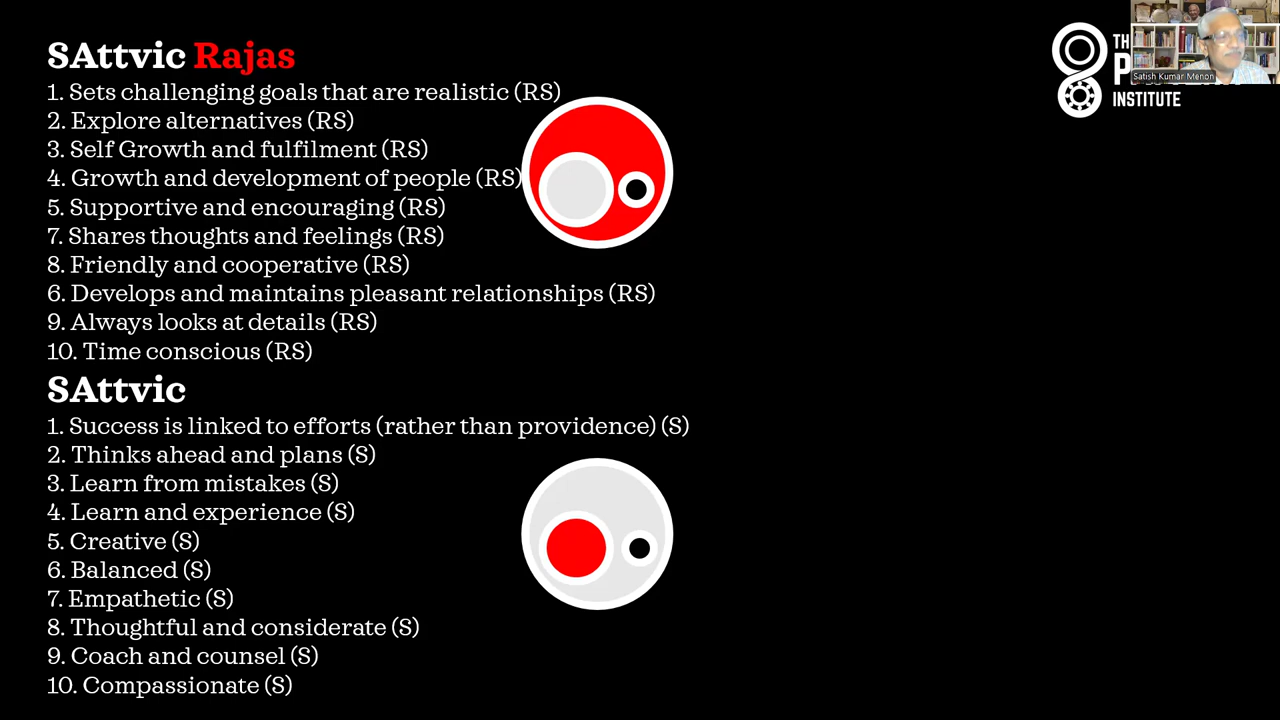 SAttvic Rajas
1. Sets challenging goals that are realistic (RS)
2. Explore alternatives (RS)
3. Self Growth and fulfilment (RS)
4. Growth and development of people (RS)
5. Supportive and encouraging (RS)
7. Shares thoughts and feelings (RS)
8. Friendly and cooperative (RS)
6. Develops and maintains pleasant relationships (RS)
9. Always looks at details (RS)
10. Time conscious (RS)
SAttvic
1. Success is linked to efforts (rather than providence) (S)
2. Thinks ahead and plans (S)
3. Learn from mistakes (S)
4. Learn and experience (S)
5. Creative (S)
6. Balanced (S)
7. Empathetic (S)
8. Thoughtful and considerate (S)
9. Coach and counsel (S)
10. Compassionate (S)
INSTITUTE
Satish Kumar Menon